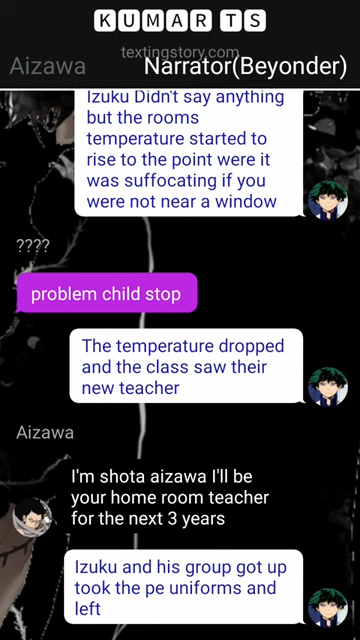 KUMAR TS
textingstory.com
Aizawa Narrator(Beyonder)
Izuku Didn't say anything
but the rooms
temperature started to
rise to the point were it
was suffocating if you
were not near a window
????
problem child stop
The temperature dropped
and the class saw their
new teacher
Aizawa
I'm shota aizawa I'll be
your home room teacher
for the next 3 years
Izuku and his group got up
took the pe uniforms and
left